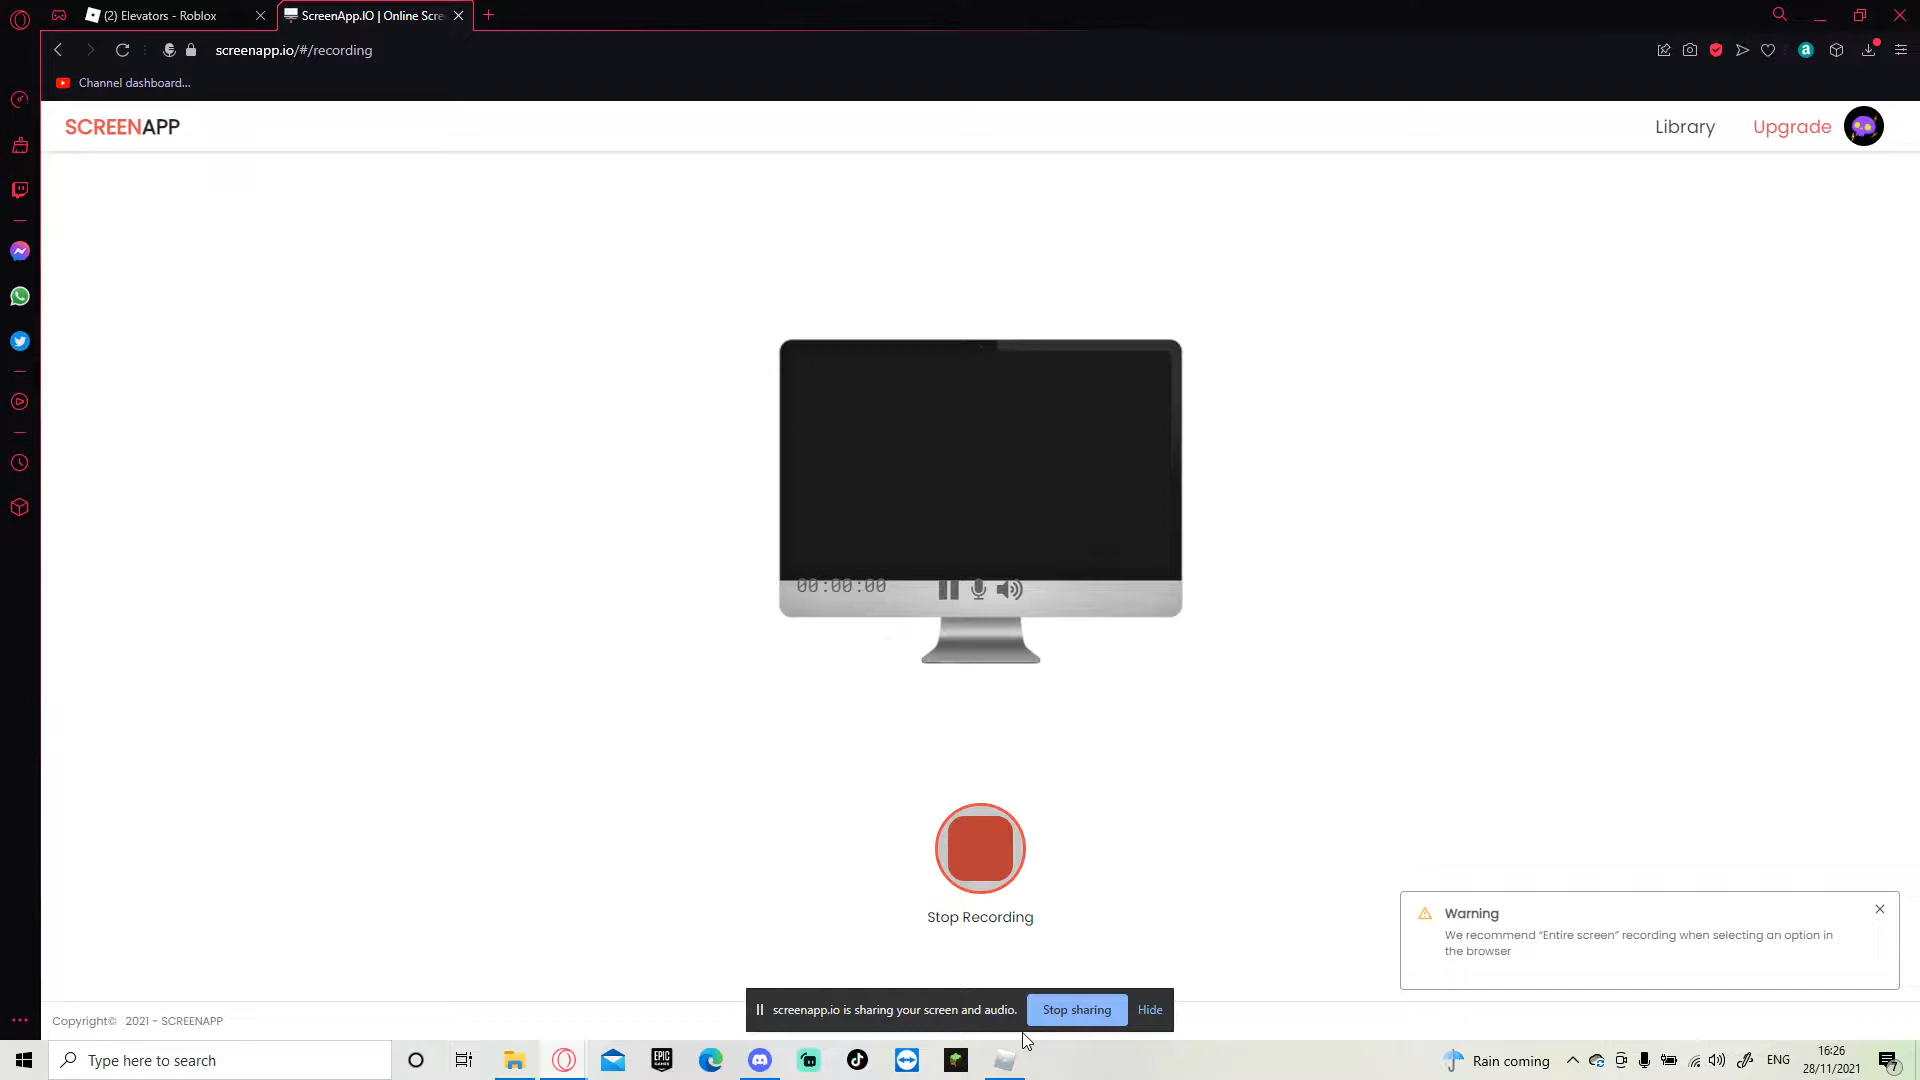 (2) Elevators - Roblox
ScreenApp.IO | Online Scre
screenapp.io/#/recording
Channel dashboard...
SCREENAPP
Library
Upgrade
00:00:00
Stop Recording
Warning
We recommend “Entire screen” recording when selecting an option in
the browser
screenapp.io is sharing your screen and audio.
Stop sharing
Hide
Copyright© 2021 - SCREENAPP
Type here to search
EPIC
GAMES
Rain coming
ENG
16:26
28/11/2021
7